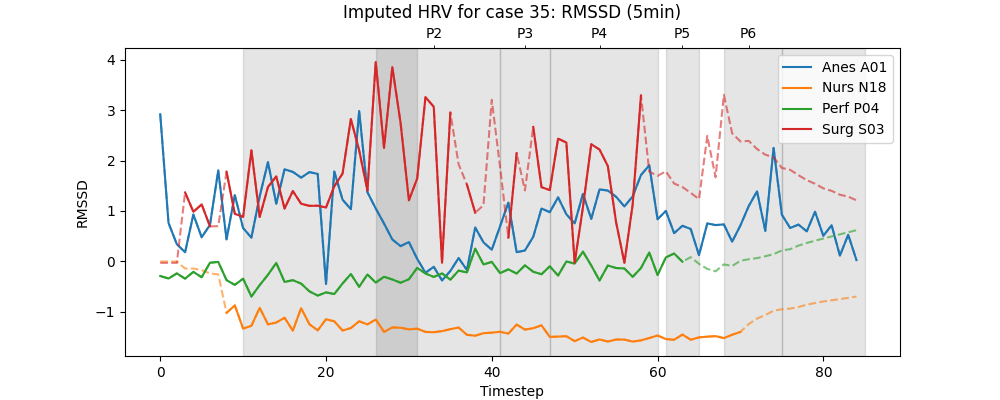 Imputed HRV for case 35: RMSSD (5min)
P2 P3 P4 P5 P6
4
3
2
1
0
−1
RMSSD
Anes A01
Nurs N18
Perf P04
Surg S03
0 20 40 60 80
Timestep